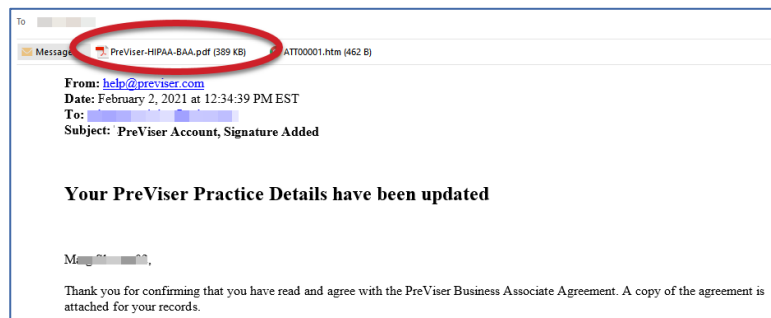 To
Message PreViser-HIPAA-BAA.pdf (389 KB) ATT00001.htm (462 B)
From: help@previser.com
Date: February 2, 2021 at 12:34:39 PM EST
To:
Subject: PreViser Account, Signature Added
Your PreViser Practice Details have been updated
Thank you for confirming that you have read and agree with the PreViser Business Associate Agreement. A copy of the agreement is
attached for your records.